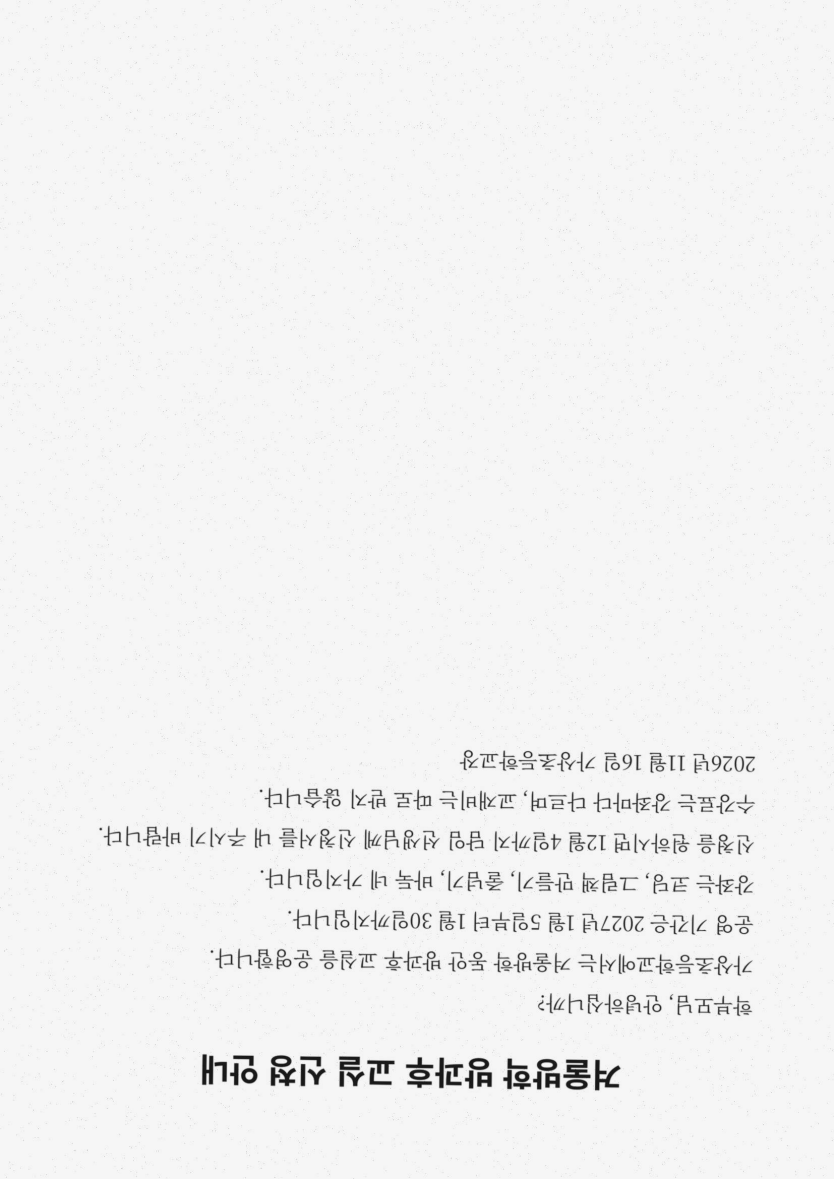 겨울방학 방과후 교실 신청 안내
학부모님, 안녕하십니까?
가상초등학교에서는 겨울방학 동안 방과후 교실을 운영합니다.
운영 기간은 2027년 1월 5일부터 1월 30일까지입니다.
강좌는 코딩, 그림책 만들기, 줄넘기, 바둑 네 가지입니다.
신청을 원하시면 12월 4일까지 담임 선생님께 신청서를 내 주시기 바랍니다.
수강료는 강좌마다 다르며, 교재비는 따로 받지 않습니다.
2026년 11월 16일 가상초등학교장